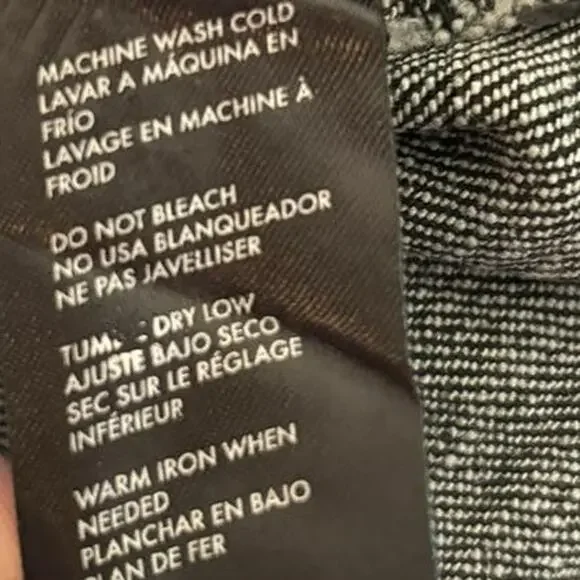 MACHINE WASH COLD
LAVAR A MÁQUINA EN
FRÍO
LAVAGE EN MACHINE À
FROID
DO NOT BLEACH
NO USA BLANQUEADOR
NE PAS JAVELLISER
DRY LOW
AJUSTE BAJO SECO
SEC SUR LE RÉGLAGE
INFÉRIEUR
WARM IRON WHEN
NEEDED
PLANCHAR EN BAJO
DE FER